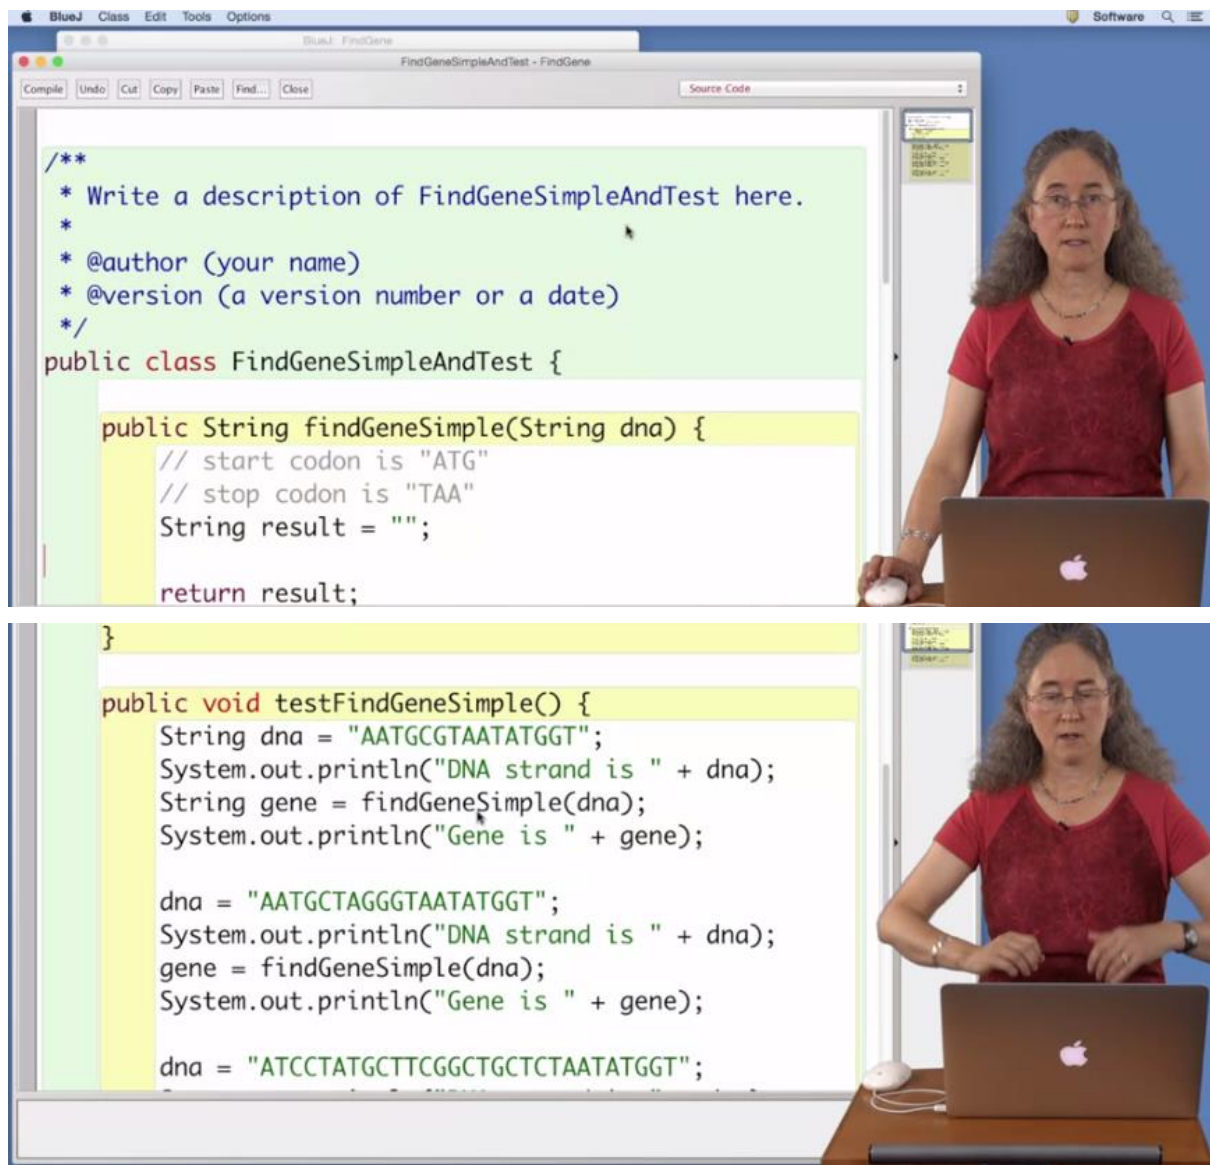 BlueJ Class Edit Tools Options Software
BlueJ: FindGene
FindGeneSimpleAndTest - FindGene
Compile Undo Cut Copy Paste Find... Close Source Code
/**
* Write a description of FindGeneSimpleAndTest here.
*
* @author (your name)
* @version (a version number or a date)
*/
public class FindGeneSimpleAndTest {
public String findGeneSimple(String dna) {
// start codon is "ATG"
// stop codon is "TAA"
String result = "";
return result;
}
public void testFindGeneSimple() {
String dna = "AATGCGTAATATGGT";
System.out.println("DNA strand is " + dna);
String gene = findGeneSimple(dna);
System.out.println("Gene is " + gene);
dna = "AATGCTAGGGTAATATGGT";
System.out.println("DNA strand is " + dna);
gene = findGeneSimple(dna);
System.out.println("Gene is " + gene);
dna = "ATCCTATGCTTCGGCTGCTCTAATATGGT";